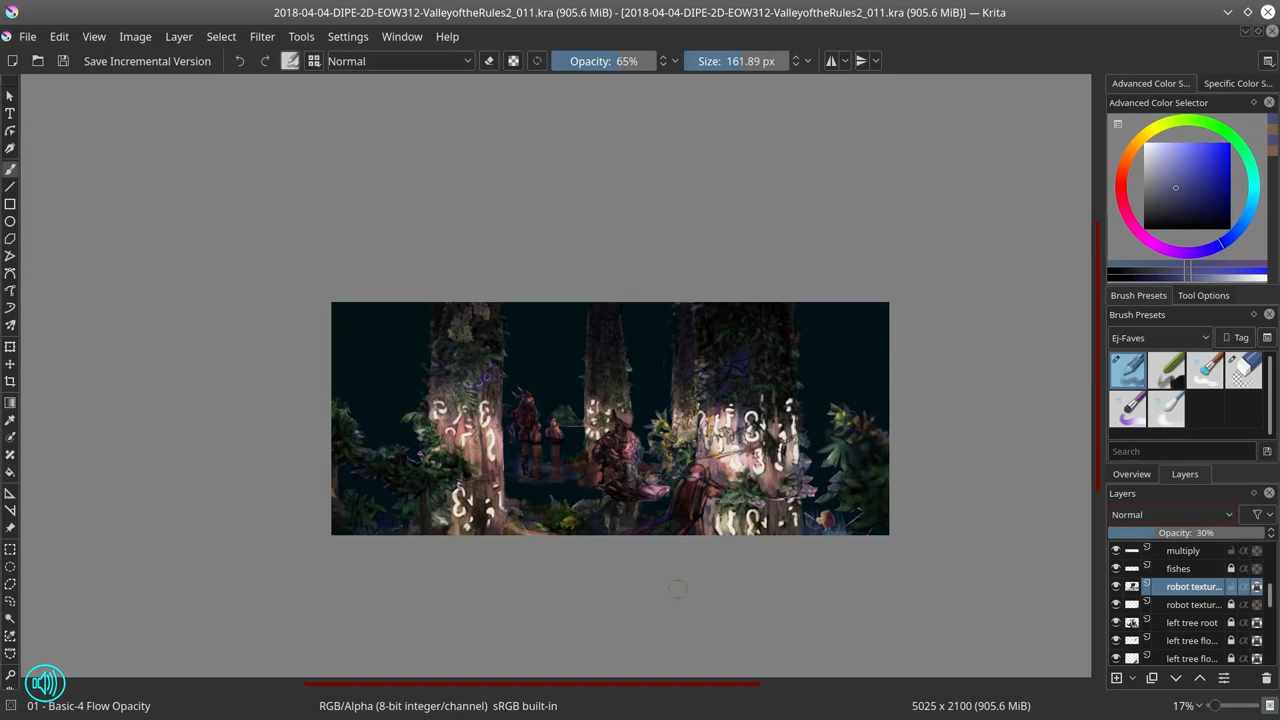 2018-04-04-DIPE-2D-EOW312-ValleyoftheRules2_011.kra (905.6 MiB) - [2018-04-04-DIPE-2D-EOW312-ValleyoftheRules2_011.kra (905.6 MiB)] — Krita
File Edit View Image Layer Select Filter Tools Settings Window Help
Save Incremental Version Normal Opacity: 65% Size: 161.89 px
Advanced Color S... Specific Color S...
Advanced Color Selector
Brush Presets Tool Options
Brush Presets
Ej-Faves Tag
Search
Overview Layers
Layers
Normal
Opacity: 30%
multiply
fishes
robot textur...
robot textur...
left tree root
left tree flo...
left tree flo...
01 - Basic-4 Flow Opacity RGB/Alpha (8-bit integer/channel) sRGB built-in 5025 x 2100 (905.6 MiB) 17%